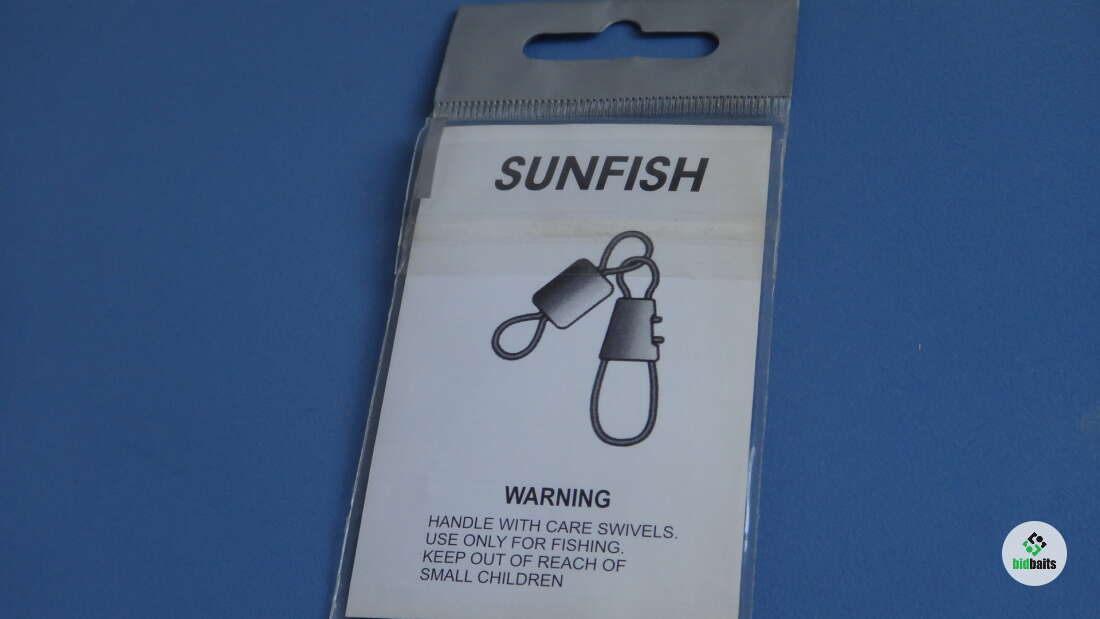 SUNFISH
WARNING
HANDLE WITH CARE SWIVELS.
USE ONLY FOR FISHING.
KEEP OUT OF REACH OF
SMALL CHILDREN
bidbaits